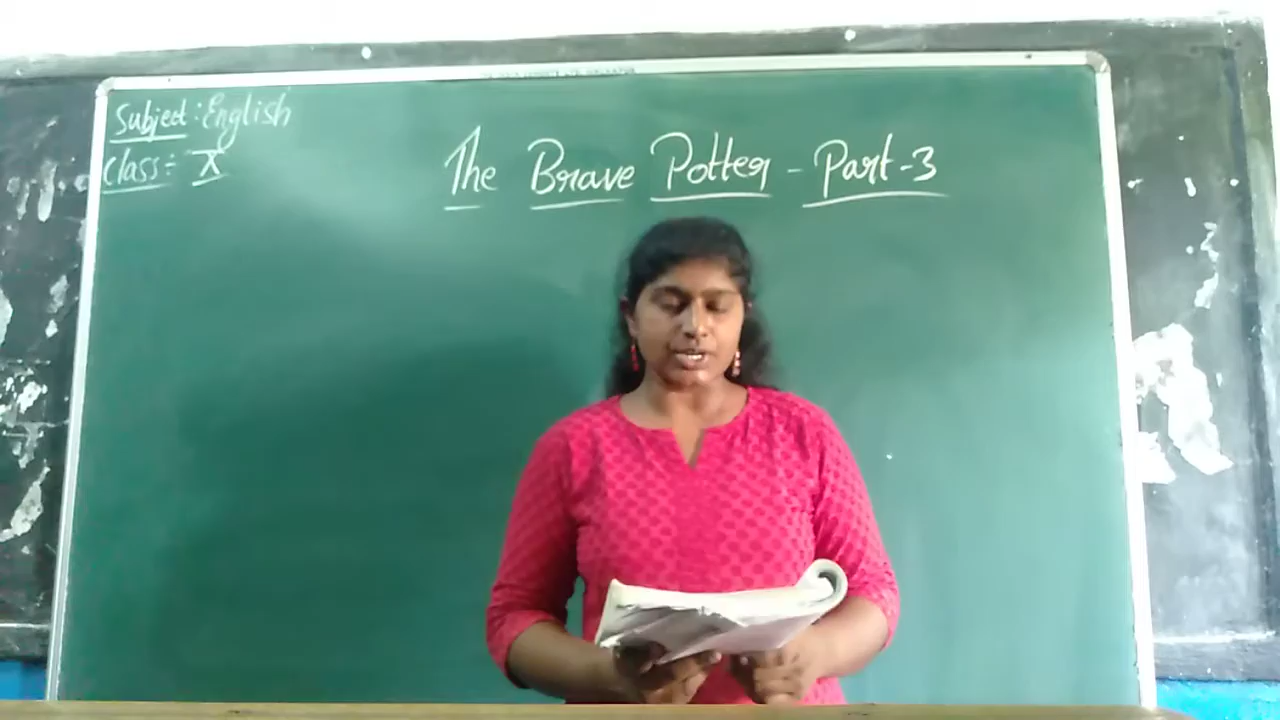 Subject : English
Class :- X
The Brave Potter - Part-3